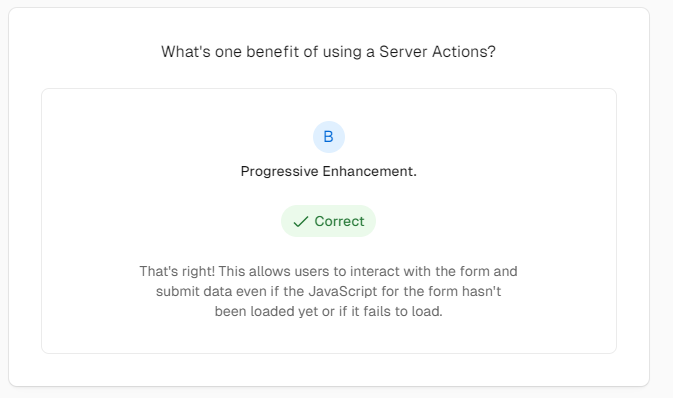 What's one benefit of using a Server Actions?
B
Progressive Enhancement.
Correct
That's right! This allows users to interact with the form and
submit data even if the JavaScript for the form hasn't
been loaded yet or if it fails to load.